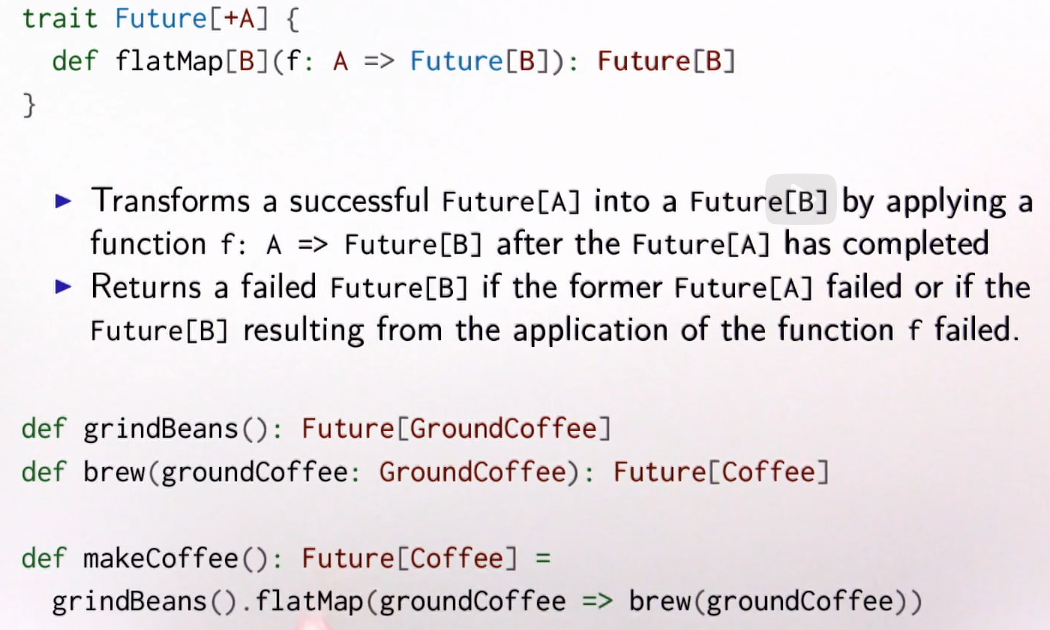 trait Future[+A] {
  def flatMap[B](f: A => Future[B]): Future[B]
}
▶ Transforms a successful Future[A] into a Future[B] by applying a
function f: A => Future[B] after the Future[A] has completed
▶ Returns a failed Future[B] if the former Future[A] failed or if the
Future[B] resulting from the application of the function f failed.
def grindBeans(): Future[GroundCoffee]
def brew(groundCoffee: GroundCoffee): Future[Coffee]
def makeCoffee(): Future[Coffee] =
  grindBeans().flatMap(groundCoffee => brew(groundCoffee))